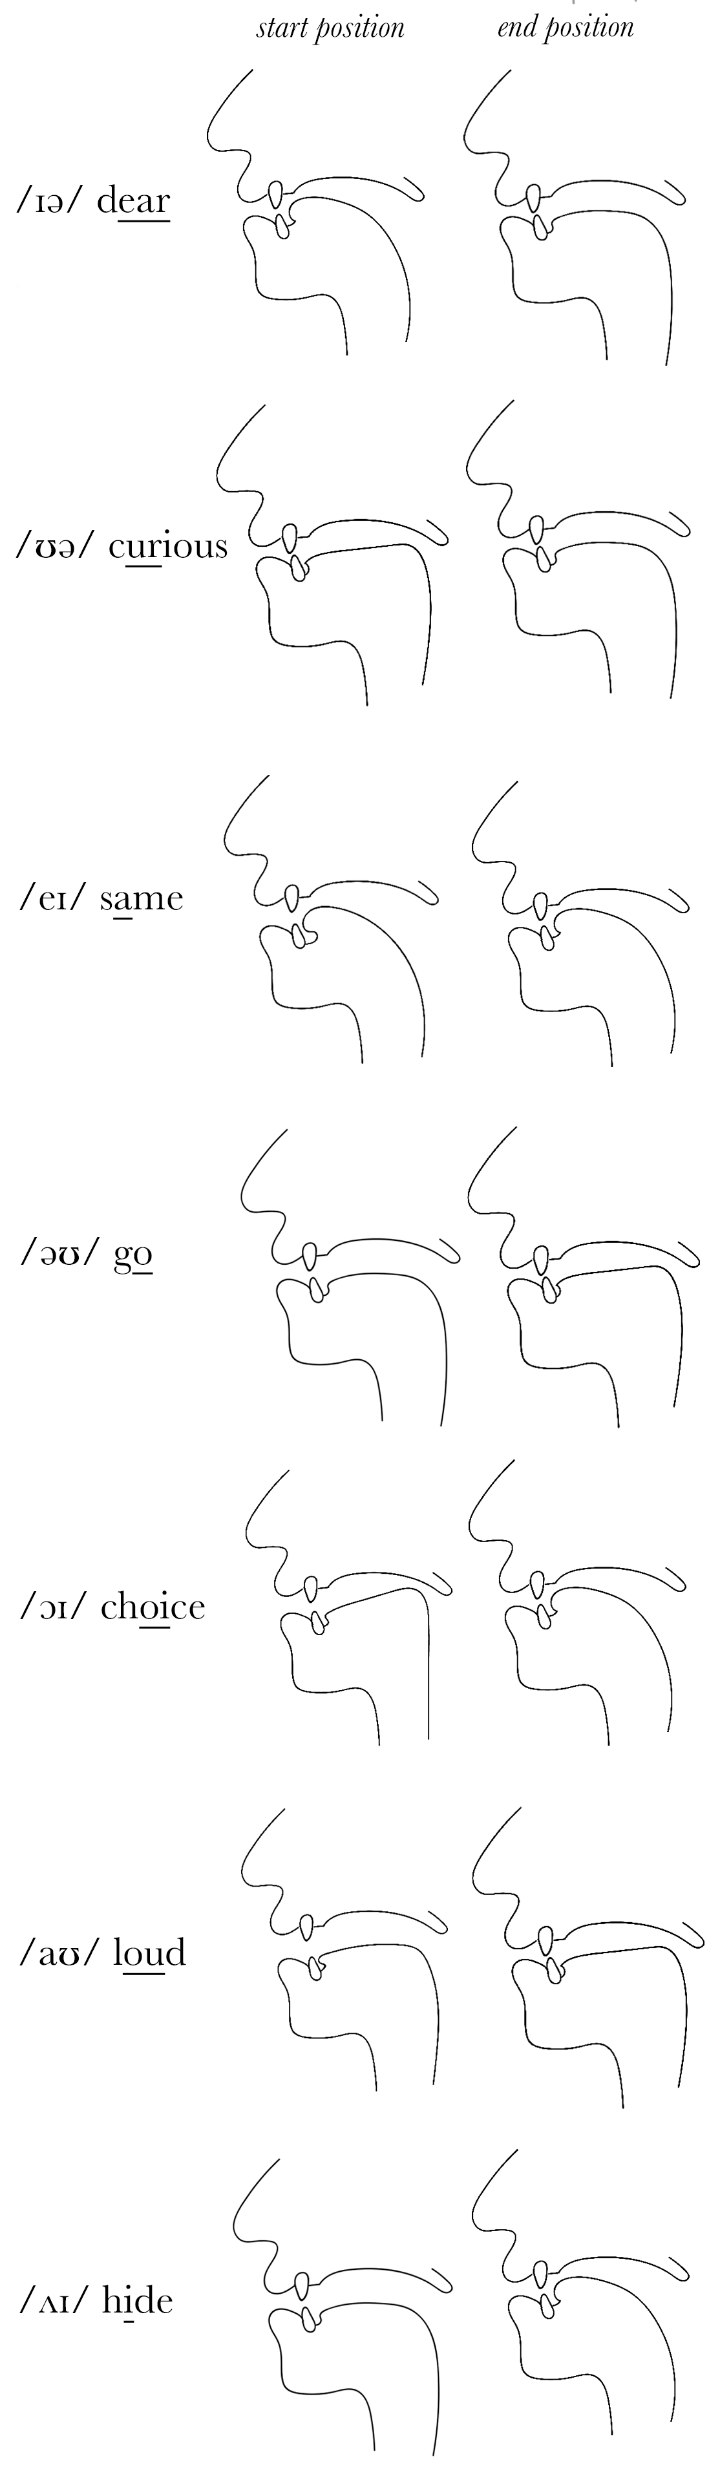 start position end position
/ɪə/ dear
/ʊə/ curious
/eɪ/ same
/əʊ/ go
/ɔɪ/ choice
/aʊ/ loud
/ʌɪ/ hide